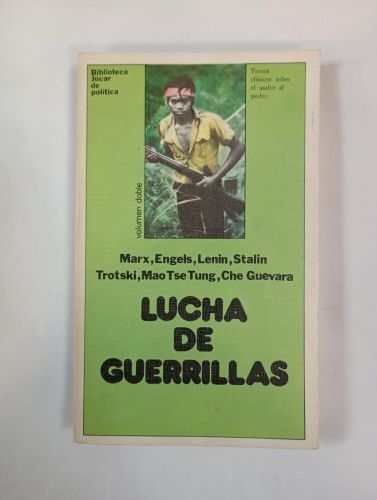 Biblioteca
Júcar
de
política
Textos
clásicos sobre
el asalto al
poder.
volumen doble
Marx, Engels, Lenin, Stalin
Trotski, Mao Tse Tung, Che Guevara
LUCHA
DE
GUERRILLAS